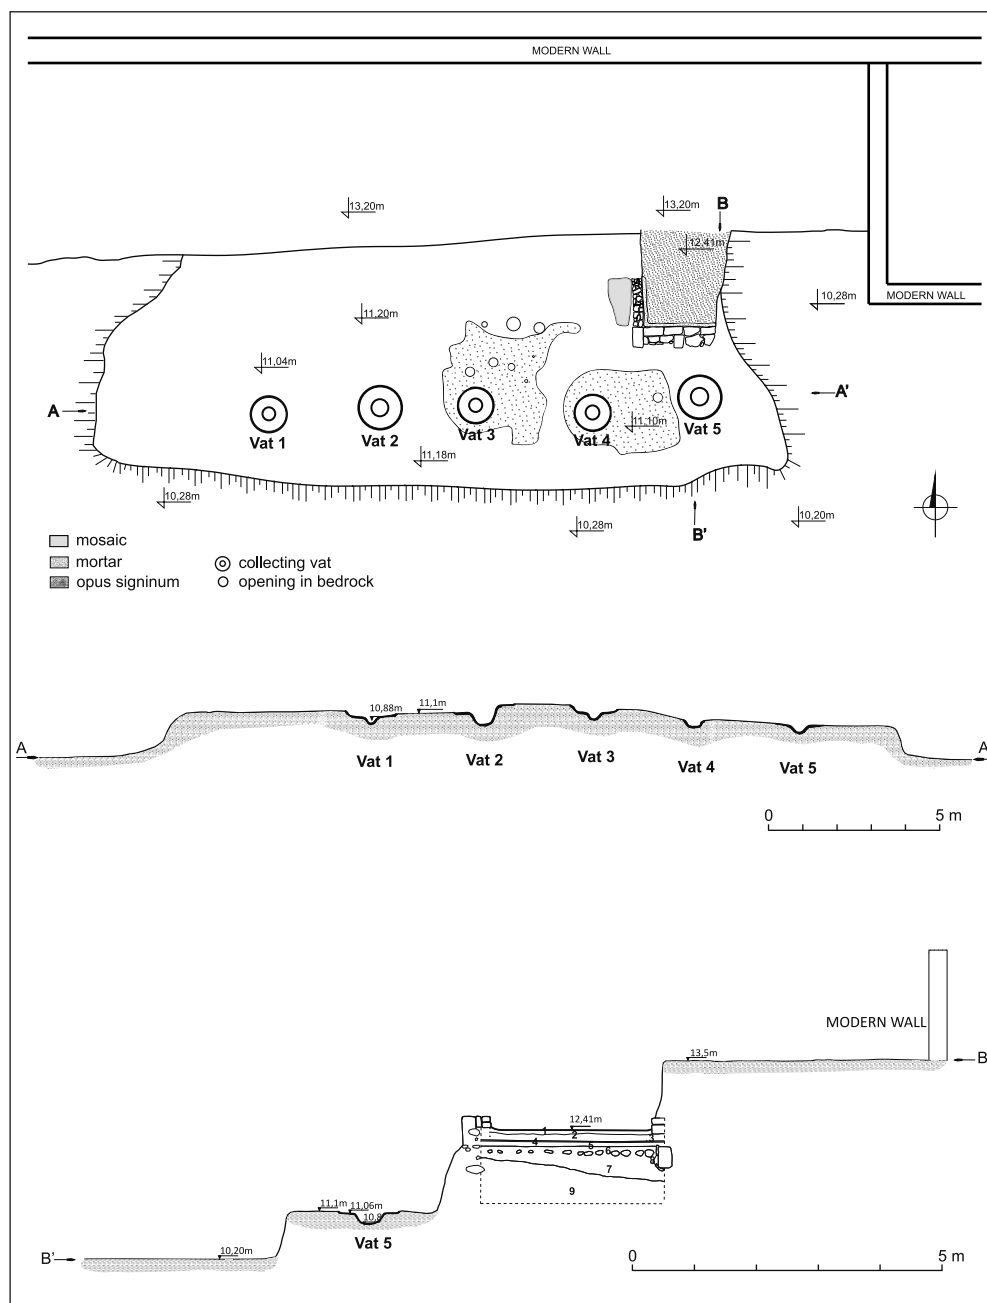 MODERN WALL
13,20m
13,20m
B
12,41m
10,28m
MODERN WALL
11,20m
11,04m
A
A'
Vat 1
Vat 2
Vat 3
Vat 4
11,10m
Vat 5
11,18m
10,28m
10,28m
10,20m
B'
mosaic
mortar
opus signinum
collecting vat
opening in bedrock
10,88m
11,1m
A
A
Vat 1
Vat 2
Vat 3
Vat 4
Vat 5
0 5 m
MODERN WALL
13,5m
B
12,41m
1
2
3
4
5
6
7
8
9
11,1m
11,06m
10,8
Vat 5
10,20m
B'
0 5 m